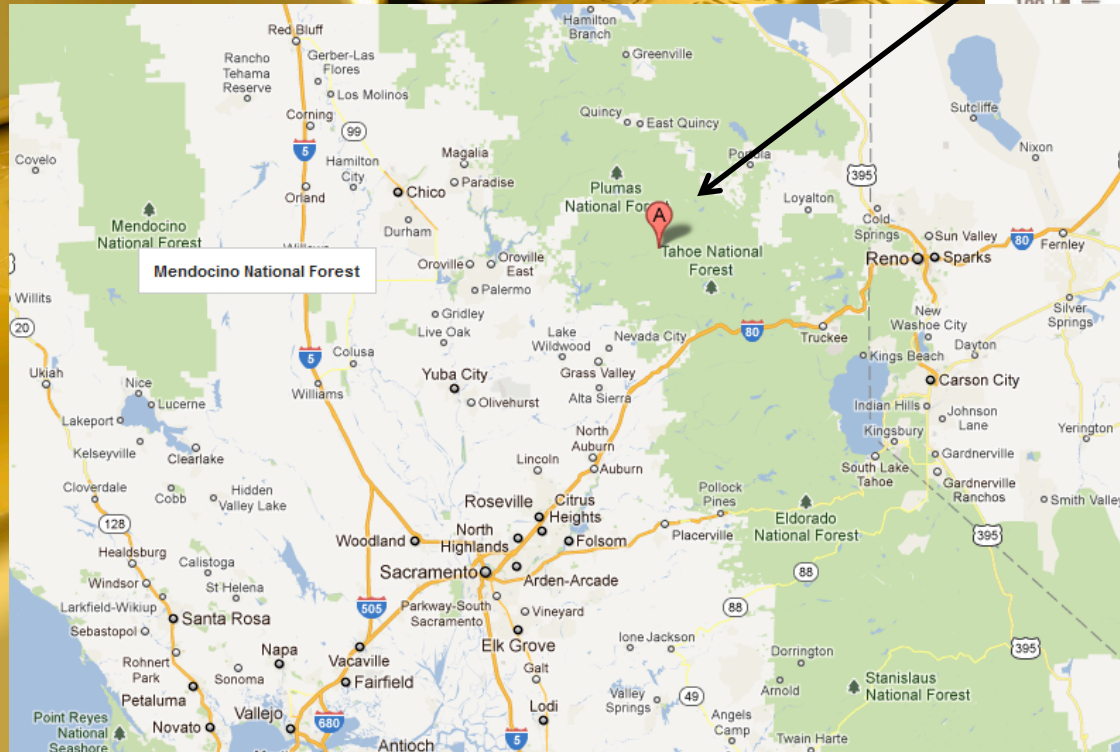 Hamilton
Branch
Red Bluff
Rancho
Tehama
Reserve
Gerber-Las
Flores
Greenville
Los Molinos
Corning
Quincy
East Quincy
Sutcliffe
99
5
Covelo
Hamilton
City
Magalia
Nixon
395
Paradise
Orland
Chico
Plumas
National
Loyalton
Mendocino
National Forest
Durham
A
Cold
Springs
Sun Valley
80
Fernley
Tahoe National
Forest
Reno
Sparks
Oroville
Oroville
East
Mendocino National Forest
Palermo
Willits
20
Gridley
Live Oak
Lake
Wildwood
Nevada City
80
Truckee
New
Washoe City
Silver
Springs
5
Colusa
Grass Valley
Kings Beach
Dayton
Ukiah
Nice
Williams
Yuba City
Alta Sierra
Carson City
Lucerne
Olivehurst
Lakeport
Indian Hills
Johnson
Lane
Kelseyville
Clearlake
North
Auburn
Kingsbury
Yerington
Lincoln
Auburn
South Lake
Tahoe
Gardnerville
Cloverdale
Cobb
Hidden
Valley Lake
Pollock
Pines
Gardnerville
Ranchos
Smith Valley
Roseville
Citrus
Heights
128
North
Highlands
Eldorado
National Forest
Woodland
Folsom
Placerville
395
Healdsburg
Calistoga
Sacramento
Arden-Arcade
88
Windsor
St Helena
Larkfield-Wikiup
505
Parkway-South
Sacramento
Vineyard
88
Santa Rosa
Sebastopol
Elk Grove
Ione
Jackson
395
Rohnert
Park
Napa
Vacaville
Galt
Dorrington
Sonoma
Fairfield
Stanislaus
National Forest
Petaluma
Valley
Springs
49
Arnold
Vallejo
Lodi
Point Reyes
National
Seashore
Novato
680
5
Angels
Camp
Antioch
Twain Harte